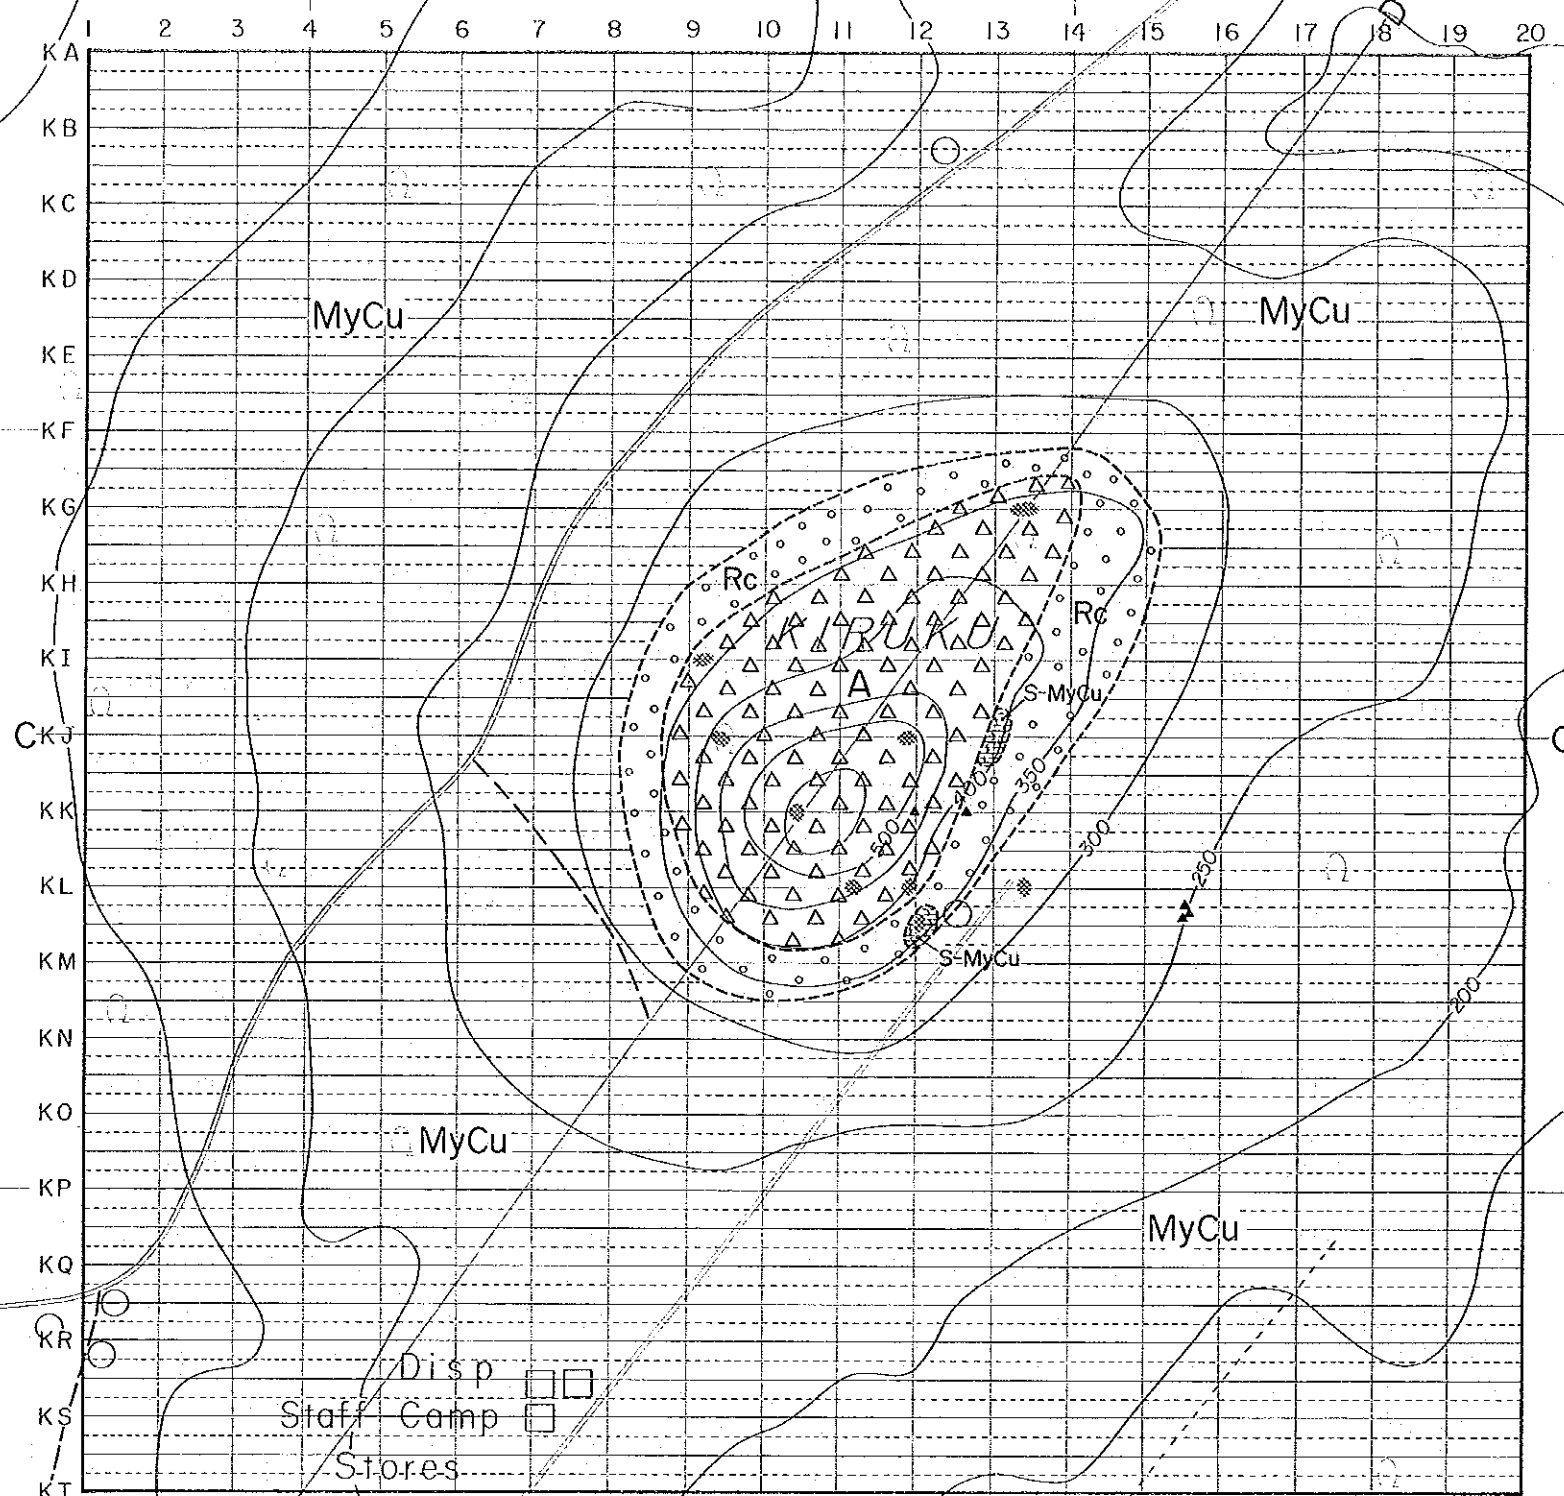 1 2 3 4 5 6 7 8 9 10 11 12 13 14 15 16 17 18 19 20
D
KA
KB
KC
KD
MyCu
MyCu
KE
KF
KG
KH
Rc
Rc
KIRUKU
KI
A
S-MyCu
C
KJ
C
400
350
KK
500
300
250
KL
KM
S-MyCu
200
KN
KO
MyCu
KP
MyCu
KQ
KR
Disp
KS
Staff Camp
Stores
KT